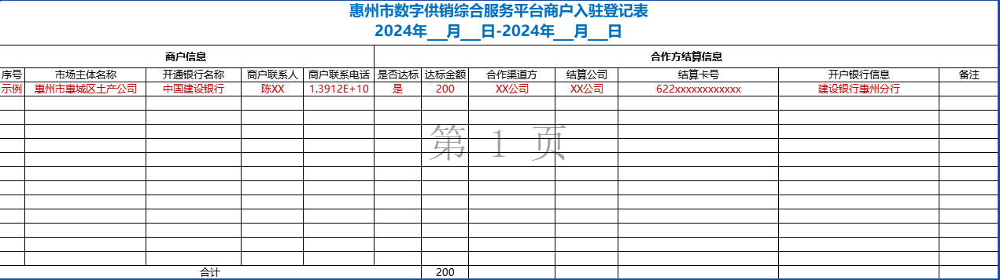 惠州市数字供销综合服务平台商户入驻登记表
2024年__月__日-2024年__月__日
商户信息 合作方结算信息
序号 市场主体名称 开通银行名称 商户联系人 商户联系电话 是否达标 达标金额 合作渠道方 结算公司 结算卡号 开户银行信息 备注
示例 惠州市惠城区土产公司 中国建设银行 陈XX 1.3912E+10 是 200 XX公司 XX公司 622xxxxxxxxxxxx 建设银行惠州分行
第 1 页
合计 200